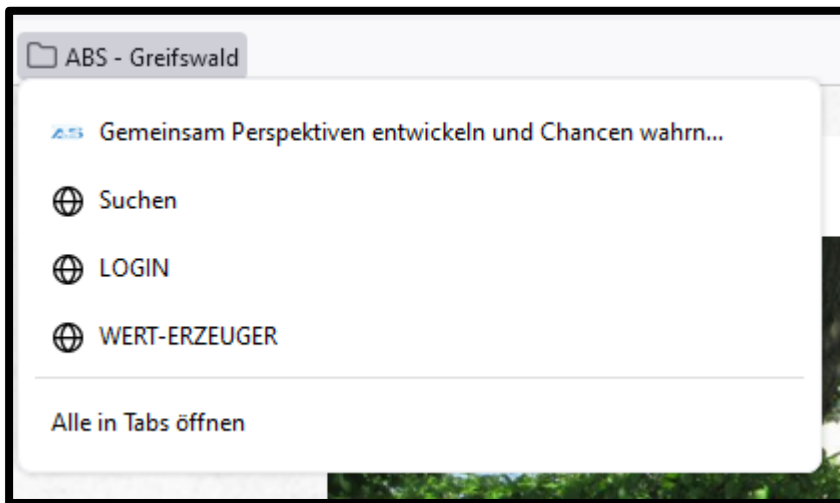 ABS - Greifswald
Gemeinsam Perspektiven entwickeln und Chancen wahrn...
Suchen
LOGIN
WERT-ERZEUGER
Alle in Tabs öffnen